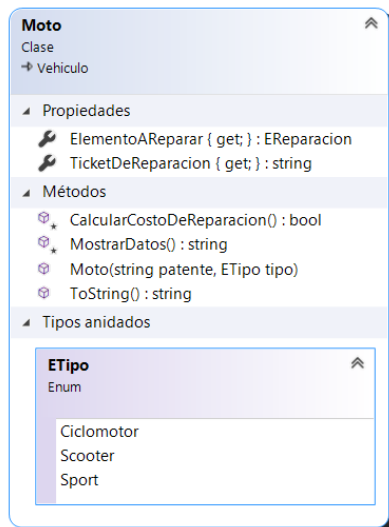 Moto
Clase
Vehiculo
Propiedades
ElementoAReparar { get; } : EReparacion
TicketDeReparacion { get; } : string
Métodos
CalcularCostoDeReparacion() : bool
MostrarDatos() : string
Moto(string patente, ETipo tipo)
ToString() : string
Tipos anidados
ETipo
Enum
Ciclomotor
Scooter
Sport